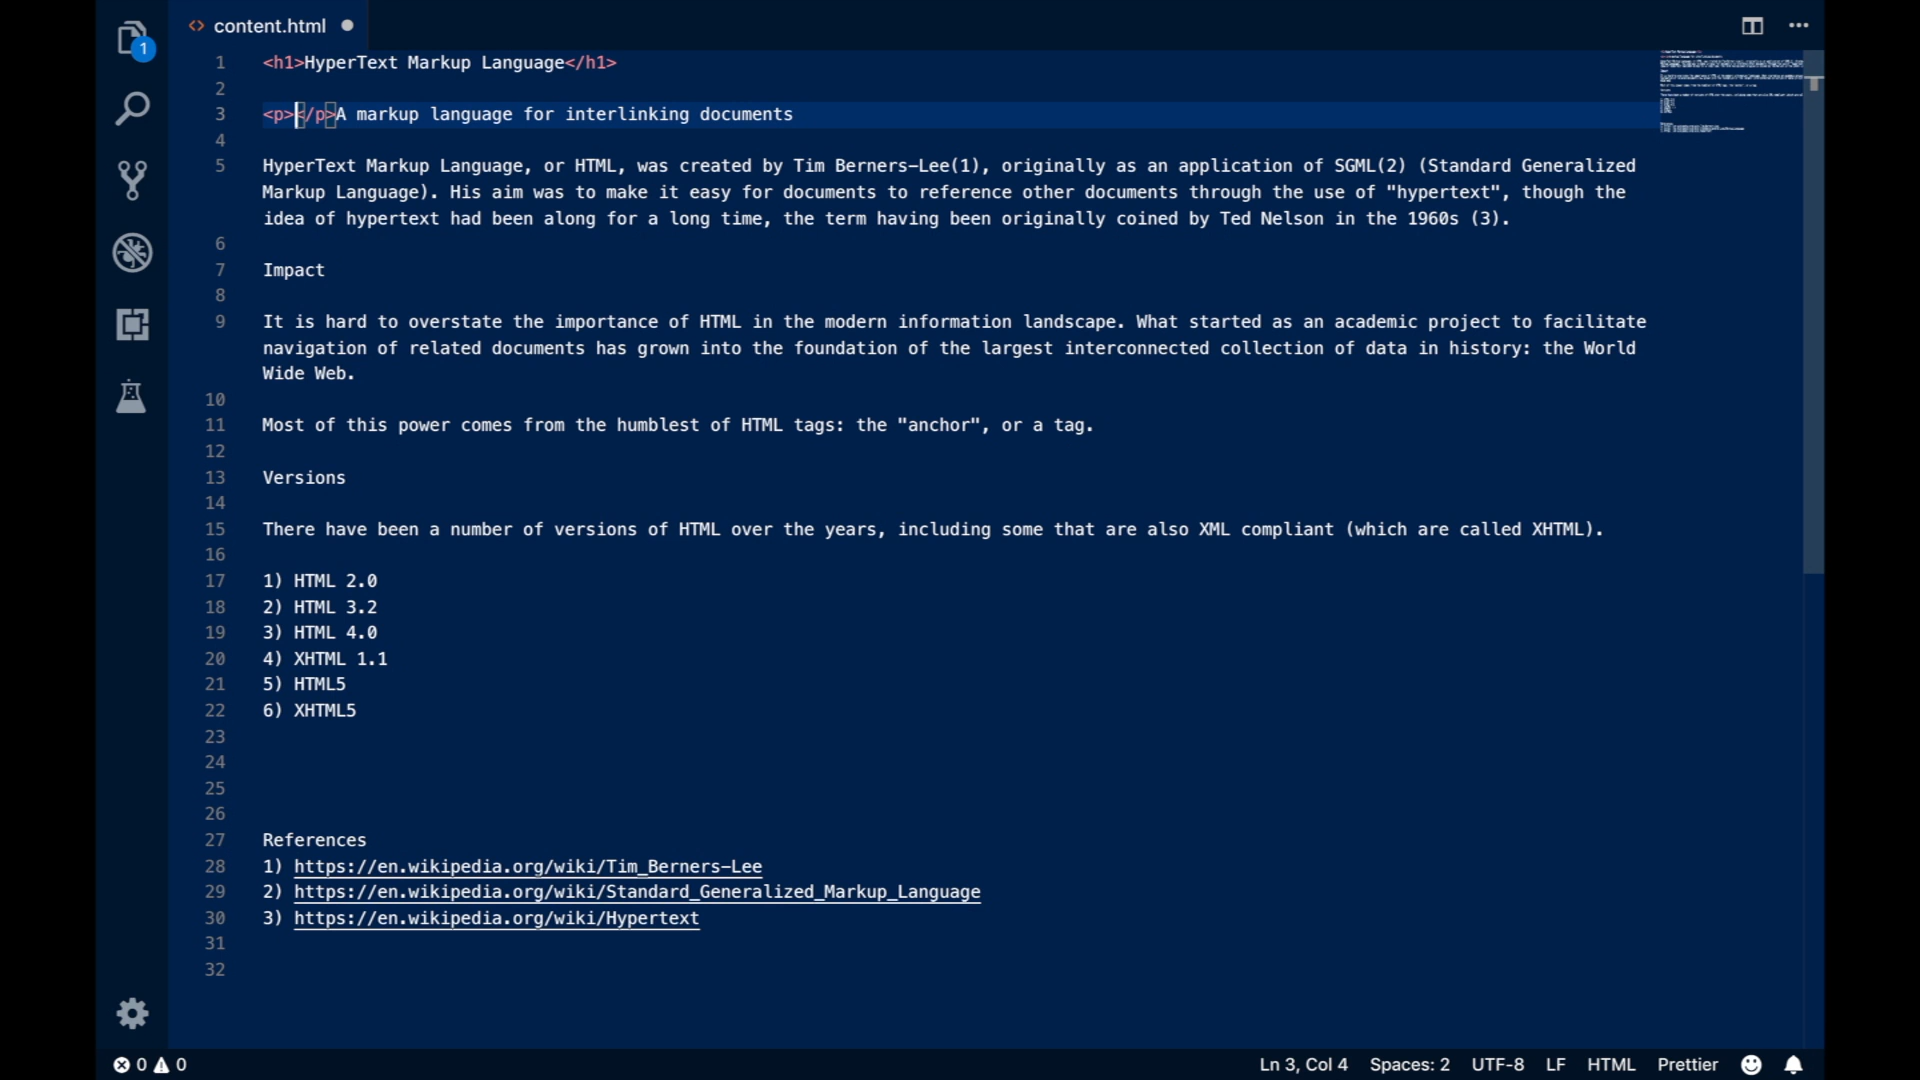 content.html
1
1 <h1>HyperText Markup Language</h1>
2
3 <p></p>A markup language for interlinking documents
4
5 HyperText Markup Language, or HTML, was created by Tim Berners-Lee(1), originally as an application of SGML(2) (Standard Generalized
Markup Language). His aim was to make it easy for documents to reference other documents through the use of "hypertext", though the
idea of hypertext had been along for a long time, the term having been originally coined by Ted Nelson in the 1960s (3).
6
7 Impact
8
9 It is hard to overstate the importance of HTML in the modern information landscape. What started as an academic project to facilitate
navigation of related documents has grown into the foundation of the largest interconnected collection of data in history: the World
Wide Web.
10
11 Most of this power comes from the humblest of HTML tags: the "anchor", or a tag.
12
13 Versions
14
15 There have been a number of versions of HTML over the years, including some that are also XML compliant (which are called XHTML).
16
17 1) HTML 2.0
18 2) HTML 3.2
19 3) HTML 4.0
20 4) XHTML 1.1
21 5) HTML5
22 6) XHTML5
23
24
25
26
27 References
28 1) https://en.wikipedia.org/wiki/Tim_Berners-Lee
29 2) https://en.wikipedia.org/wiki/Standard_Generalized_Markup_Language
30 3) https://en.wikipedia.org/wiki/Hypertext
31
32
0 0 Ln 3, Col 4 Spaces: 2 UTF-8 LF HTML Prettier